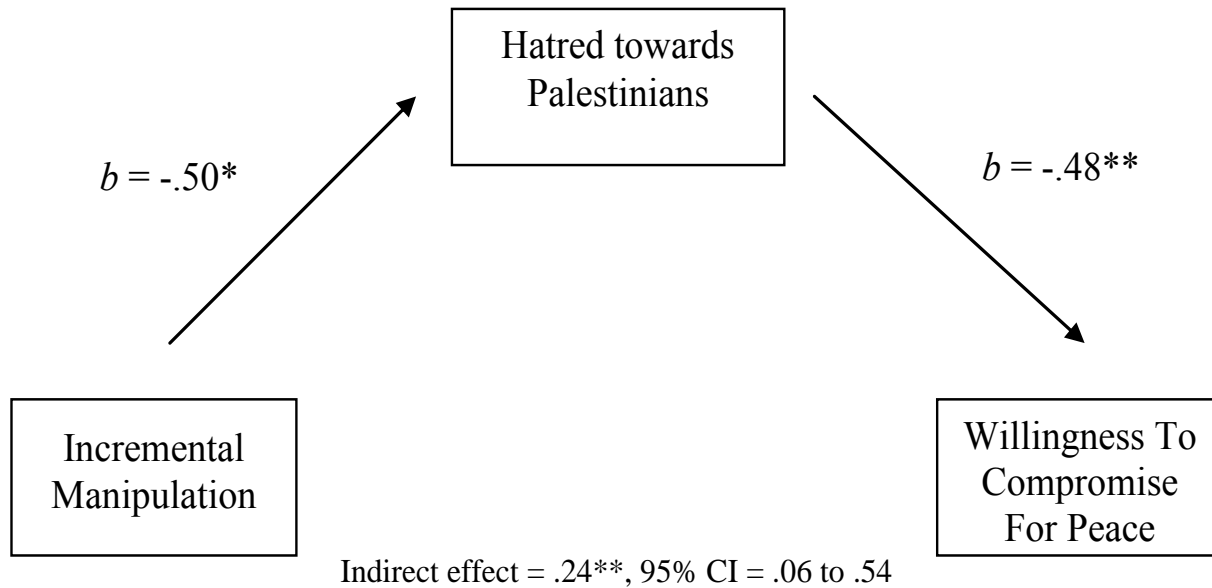 Hatred towards
Palestinians
b = -.50*
b = -.48**
Incremental
Manipulation
Willingness To
Compromise
For Peace
Indirect effect = .24**, 95% CI = .06 to .54